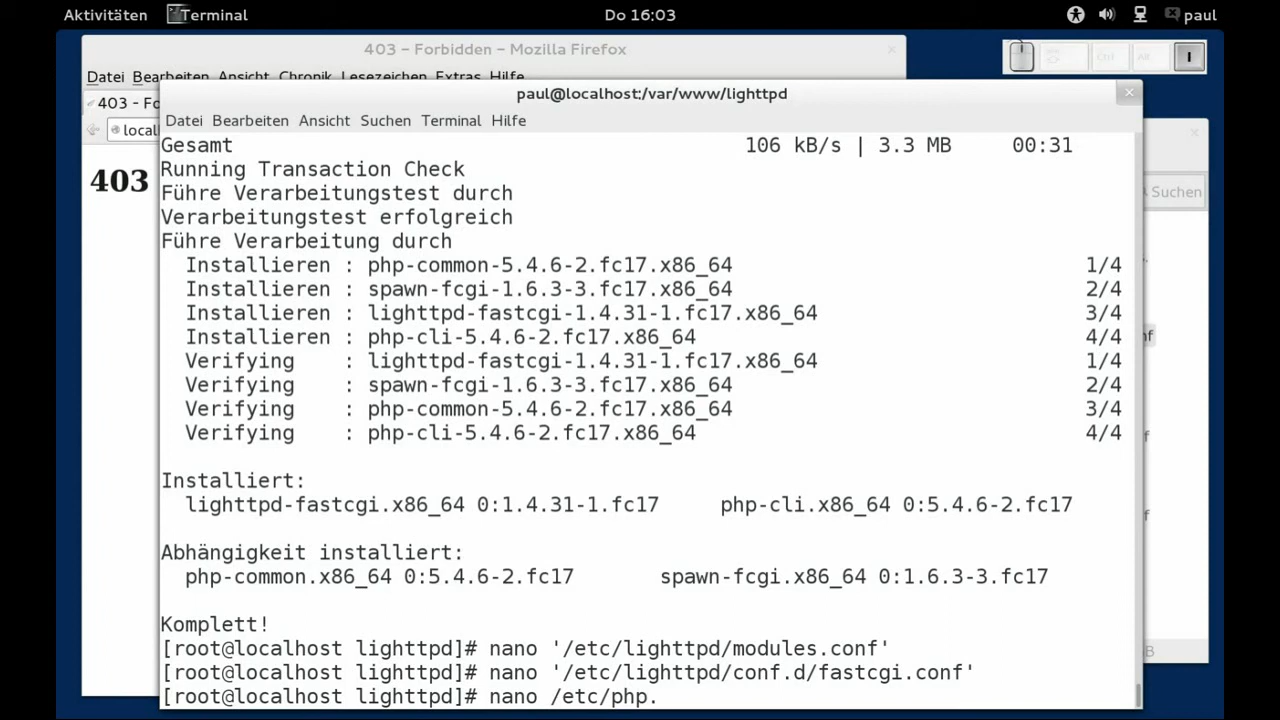 Aktivitäten Terminal Do 16:03 paul
403 – Forbidden – Mozilla Firefox
Datei Bearbeiten Ansicht Chronik Lesezeichen Extras Hilfe
403 - Fo
local
403
Suchen
paul@localhost:/var/www/lighttpd
Datei Bearbeiten Ansicht Suchen Terminal Hilfe
Gesamt 106 kB/s | 3.3 MB 00:31
Running Transaction Check
Führe Verarbeitungstest durch
Verarbeitungstest erfolgreich
Führe Verarbeitung durch
Installieren : php-common-5.4.6-2.fc17.x86_64 1/4
Installieren : spawn-fcgi-1.6.3-3.fc17.x86_64 2/4
Installieren : lighttpd-fastcgi-1.4.31-1.fc17.x86_64 3/4
Installieren : php-cli-5.4.6-2.fc17.x86_64 4/4
Verifying : lighttpd-fastcgi-1.4.31-1.fc17.x86_64 1/4
Verifying : spawn-fcgi-1.6.3-3.fc17.x86_64 2/4
Verifying : php-common-5.4.6-2.fc17.x86_64 3/4
Verifying : php-cli-5.4.6-2.fc17.x86_64 4/4
Installiert:
lighttpd-fastcgi.x86_64 0:1.4.31-1.fc17 php-cli.x86_64 0:5.4.6-2.fc17
Abhängigkeit installiert:
php-common.x86_64 0:5.4.6-2.fc17 spawn-fcgi.x86_64 0:1.6.3-3.fc17
Komplett!
[root@localhost lighttpd]# nano '/etc/lighttpd/modules.conf'
[root@localhost lighttpd]# nano '/etc/lighttpd/conf.d/fastcgi.conf'
[root@localhost lighttpd]# nano /etc/php.